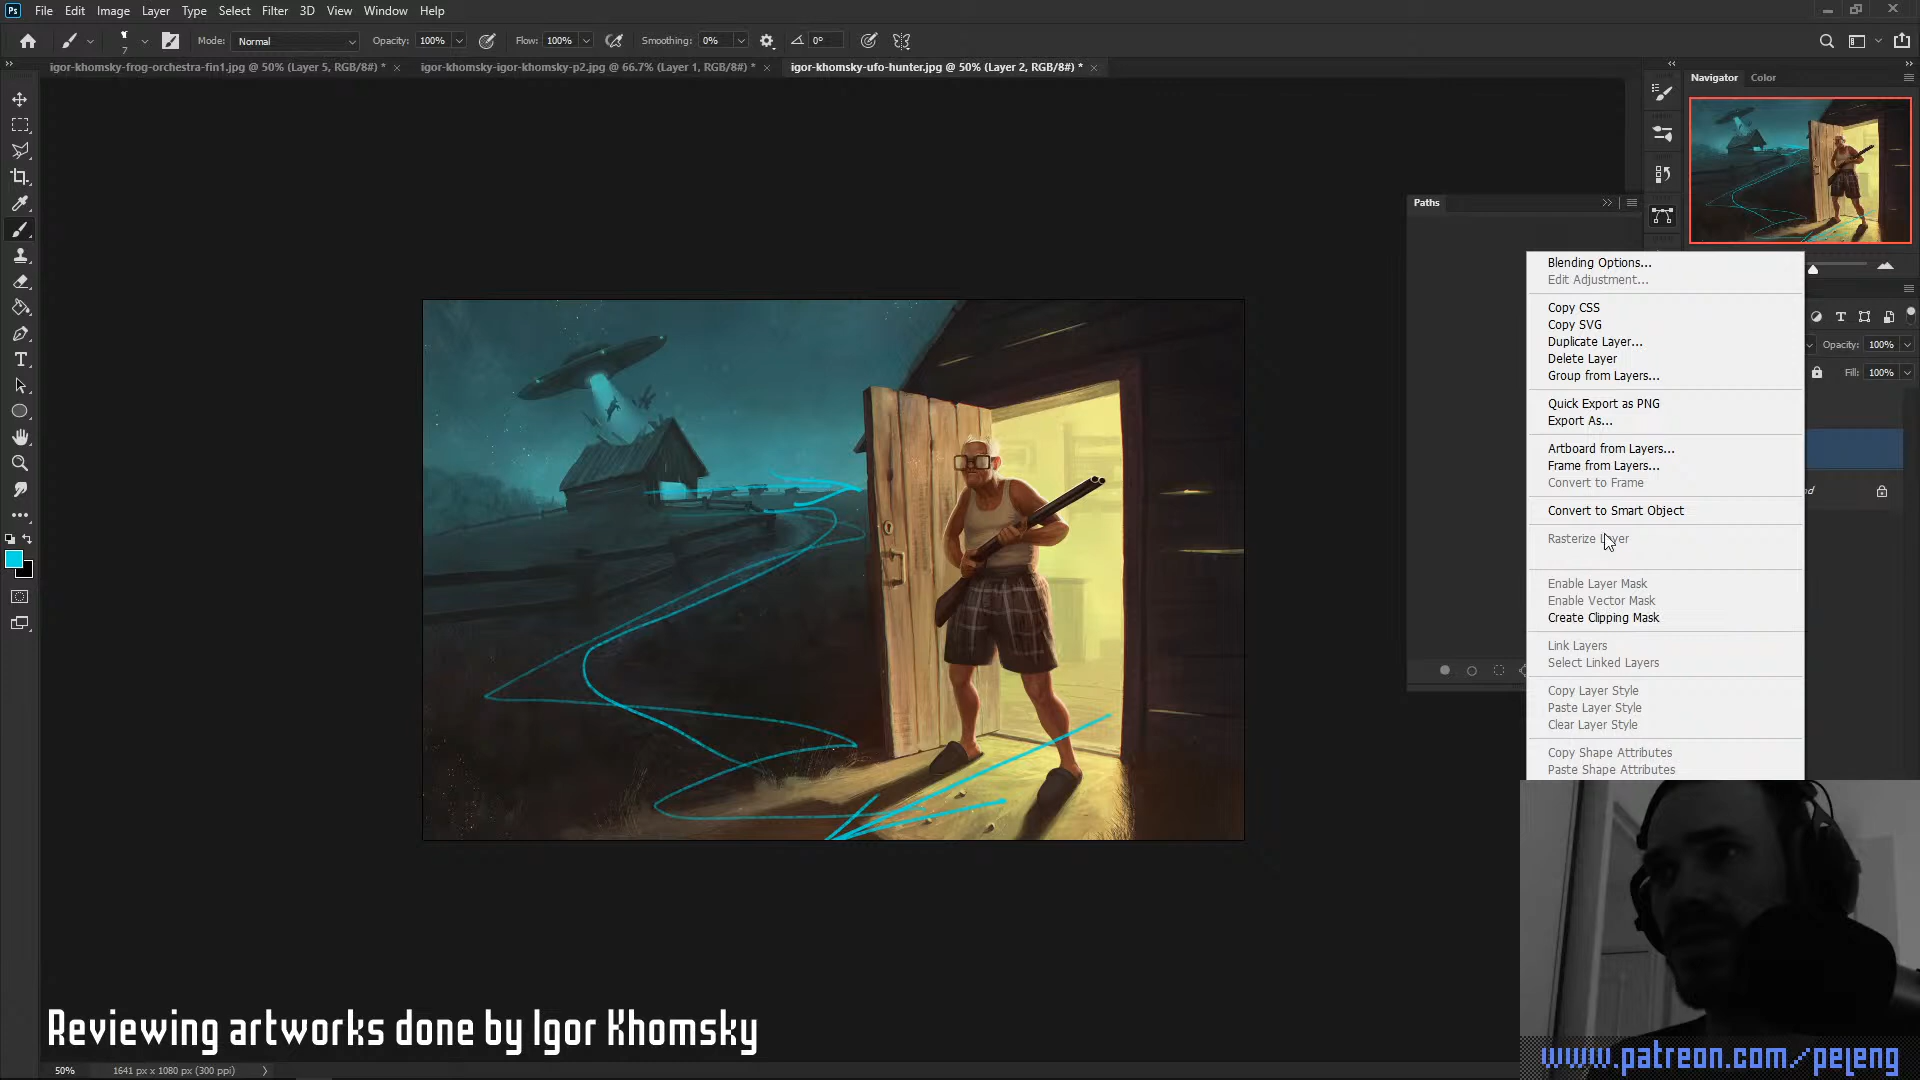 Ps File Edit Image Layer Type Select Filter 3D View Window Help
7 Mode: Normal Opacity: 100% Flow: 100% Smoothing: 0% 0°
igor-khomsky-frog-orchestra-fin1.jpg @ 50% (Layer 5, RGB/8#) * igor-khomsky-igor-khomsky-p2.jpg @ 66.7% (Layer 1, RGB/8#) * igor-khomsky-ufo-hunter.jpg @ 50% (Layer 2, RGB/8#) *
Navigator Color
Paths
Blending Options...
Edit Adjustment...
Copy CSS
Copy SVG
Duplicate Layer...
Delete Layer
Group from Layers...
Quick Export as PNG
Export As...
Artboard from Layers...
Frame from Layers...
Convert to Frame
Convert to Smart Object
Rasterize Layer
Enable Layer Mask
Enable Vector Mask
Create Clipping Mask
Link Layers
Select Linked Layers
Copy Layer Style
Paste Layer Style
Clear Layer Style
Copy Shape Attributes
Paste Shape Attributes
Opacity: 100%
Fill: 100%
nd
Reviewing artworks done by Igor Khomsky
www.patreon.com/peleng
50% 1641 px x 1080 px (300 ppi)